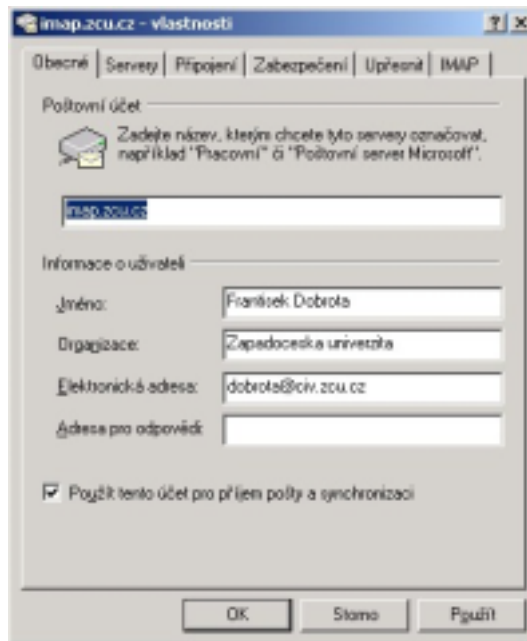 imap.zcu.cz - vlastnosti
Obecné Servery Připojení Zabezpečení Upřesnit IMAP
Poštovní účet
Zadejte název, kterým chcete tyto servery označovat,
například "Pracovní" či "Poštovní server Microsoft".
imap.zcu.cz
Informace o uživateli
Jméno: Frantisek Dobrota
Organizace: Zapadoceska univerzita
Elektronická adresa: dobrota@civ.zcu.cz
Adresa pro odpovědi:
Použít tento účet pro příjem pošty a synchronizaci
OK Storno Použít